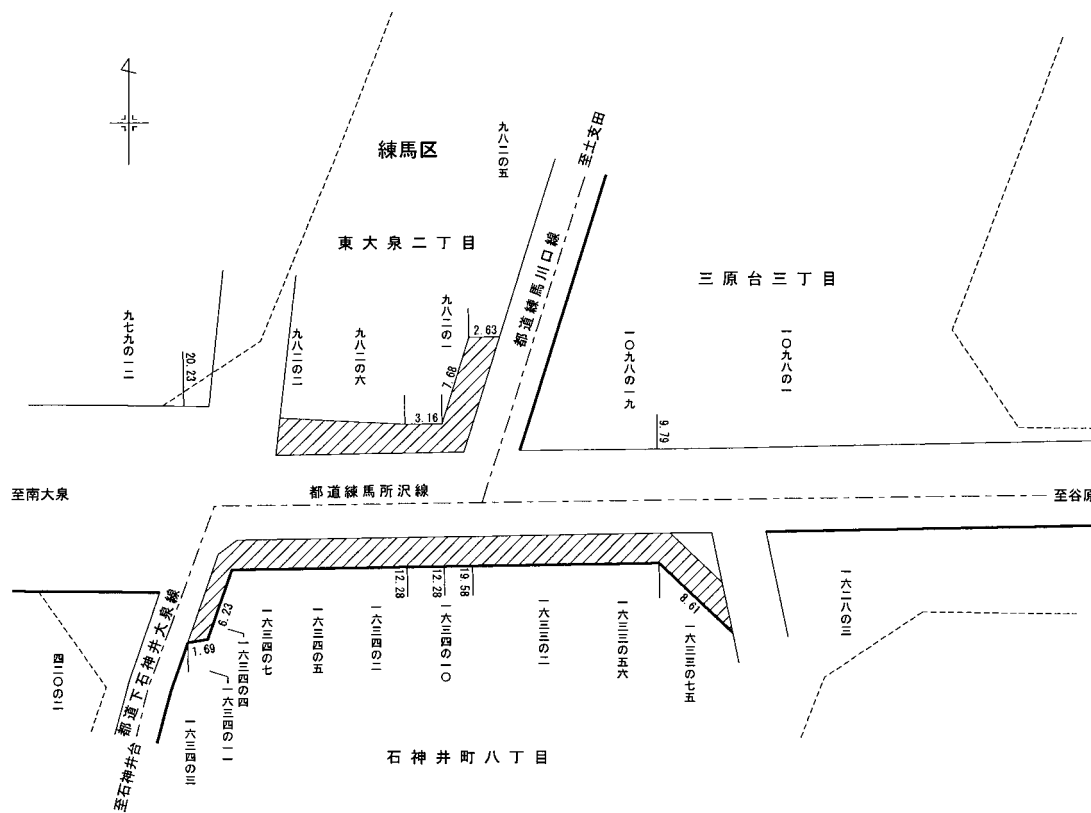 練馬区
九八二の五
至土支田
東大泉二丁目
都道練馬川口線
三原台三丁目
九七九の一二
20.23
九八二の二
九八二の六
九八二の一
2.63
7.68
3.16
一〇九八の一九
一〇九八の一
9.79
至南大泉
都道練馬所沢線
至谷原
都道下石神井大泉線
至石神井台
四二〇の二
1.69
6.23
12.28
12.28
19.58
8.61
一六三四の三
一六三四の一一
一六三四の四
一六三四の七
一六三四の五
一六三四の二
一六三四の一〇
一六三三の二
一六三三の五六
一六三三の七五
一六二八の三
石神井町八丁目